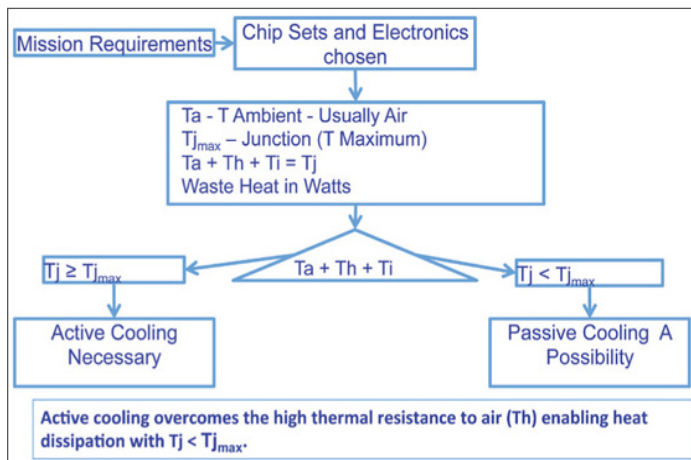 Mission Requirements
Chip Sets and Electronics
chosen
Ta - T Ambient - Usually Air
Tjmax – Junction (T Maximum)
Ta + Th + Ti = Tj
Waste Heat in Watts
Tj ≥ Tjmax
Ta + Th + Ti
Tj < Tjmax
Active Cooling
Necessary
Passive Cooling A
Possibility
Active cooling overcomes the high thermal resistance to air (Th) enabling heat
dissipation with Tj < Tjmax.